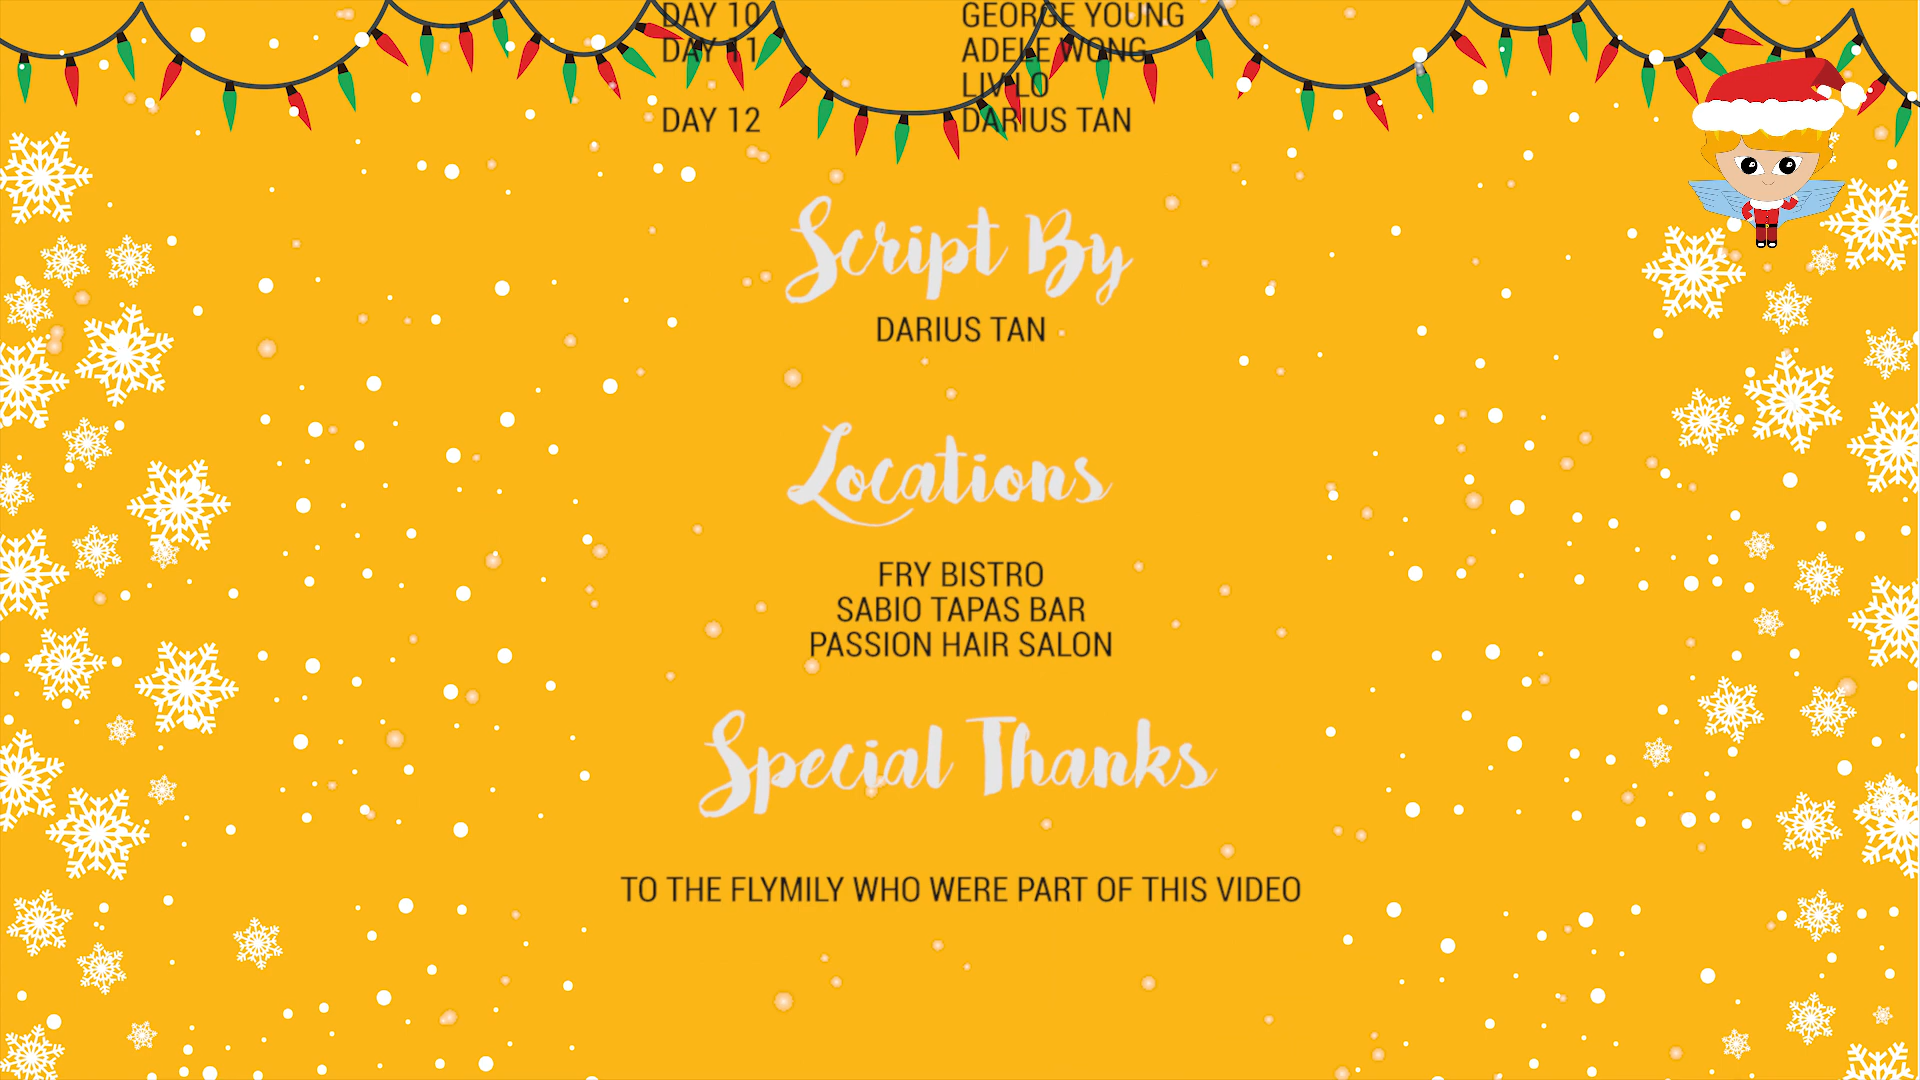 DAY 10 GEORGE YOUNG
DAY 11 ADELE WONG
LIV LO
DAY 12 DARIUS TAN
Script By
DARIUS TAN
Locations
FRY BISTRO
SABIO TAPAS BAR
PASSION HAIR SALON
Special Thanks
TO THE FLYMILY WHO WERE PART OF THIS VIDEO